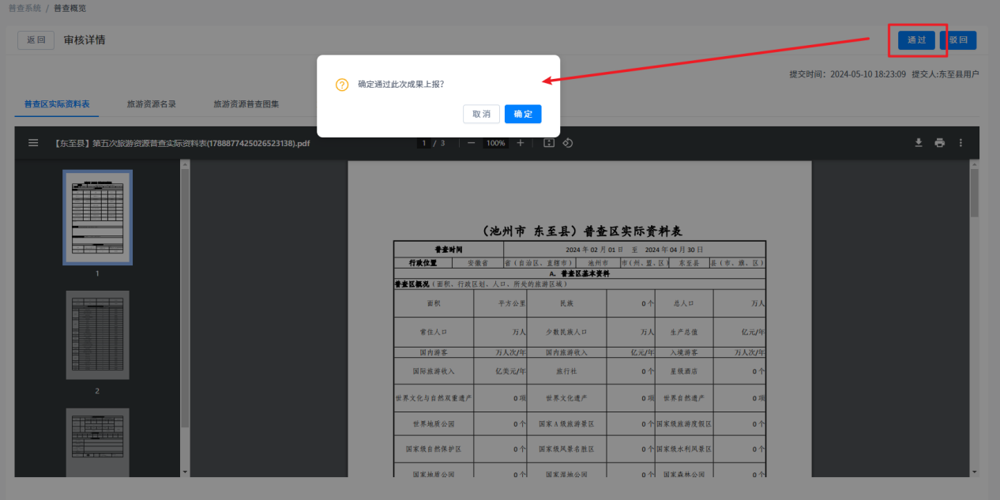 普查系统 / 普查概览
返回 审核详情 通过 驳回
确定通过此次成果上报？
取消 确定
提交时间：2024-05-10 18:23:09 提交人:东至县用户
普查区实际资料表 旅游资源名录 旅游资源普查图集
【东至县】第五次旅游资源普查实际资料表(1788877425026523138).pdf 1 / 3 — 100% +
1
2
（池州市 东至县）普查区实际资料表
普查时间 2024 年 02 月 01 日 至 2024 年 04 月 30 日
行政位置 安徽省 省（自治区、直辖市） 池州市 市（州、盟、区） 东至县 县（市、旗、区）
A. 普查区基本资料
普查区概况（面积、行政区划、人口、所处的旅游区域）
面积 平方公里 民族 0 个 总人口 万人
常住人口 万人 少数民族人口 万人 生产总值 亿元/年
国内游客 万人次/年 国内旅游收入 亿元/年 入境游客 万人次/年
国际旅游收入 亿美元/年 旅行社 0 个 星级酒店 0 个
世界文化与自然双重遗产 0 项 世界文化遗产 0 项 世界自然遗产 0 项
世界地质公园 0 个 国家 A 级旅游景区 0 个 国家级旅游度假区 0 个
国家级自然保护区 0 个 国家级风景名胜区 0 个 国家级水利风景区 0 个
国家地质公园 0 个 国家湿地公园 0 个 国家森林公园 0 个